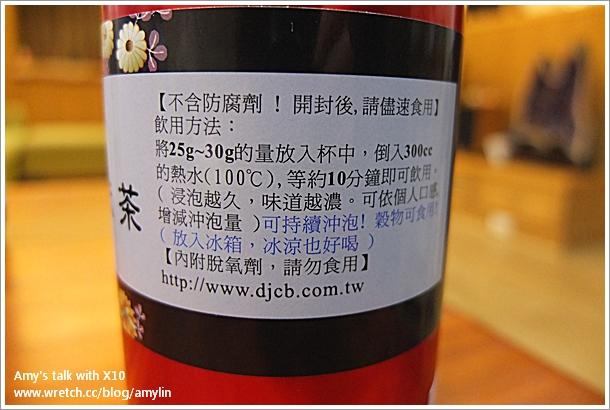 【不含防腐劑 ! 開封後,請儘速食用】
飲用方法：
將25g~30g的量放入杯中，倒入300cc
的熱水(100℃),等約10分鐘即可飲用。
( 浸泡越久，味道越濃。可依個人口感,
增減沖泡量 )可持續沖泡! 穀物可食用!
( 放入冰箱，冰涼也好喝 )
【內附脫氧劑，請勿食用】
http://www.djcb.com.tw
茶
Amy's talk with X10
www.wretch.cc/blog/amylin